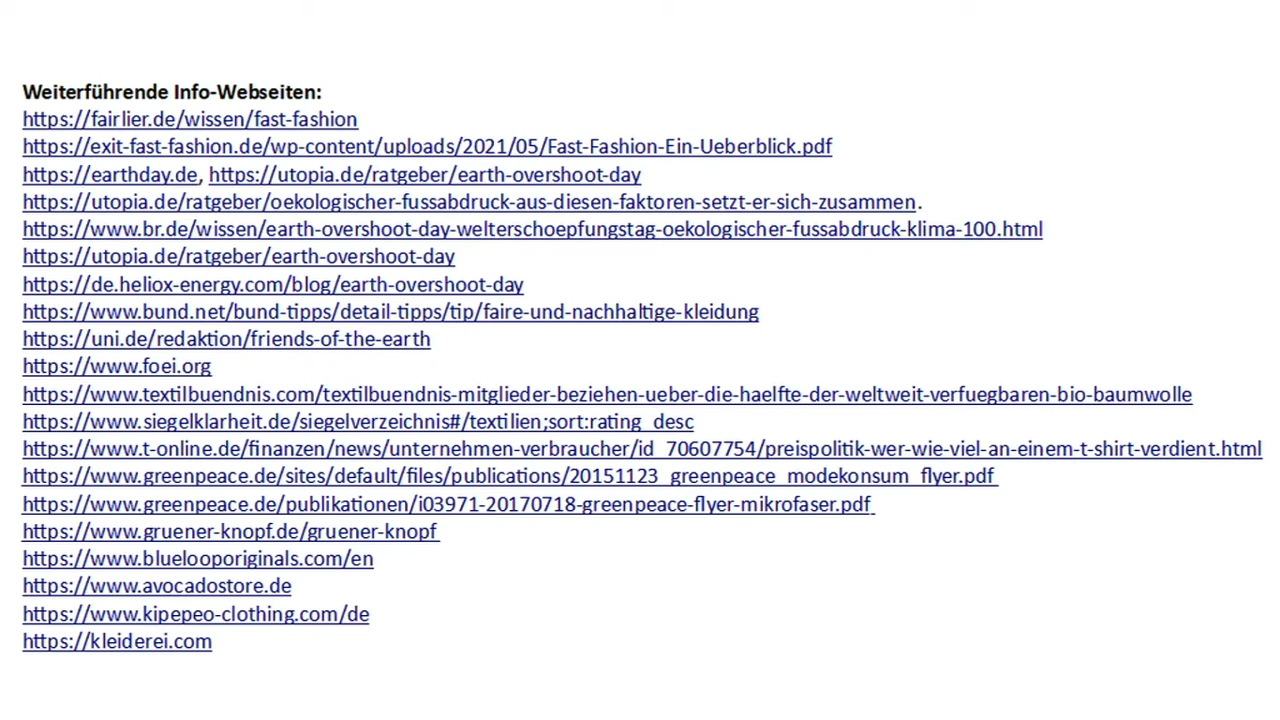 Weiterführende Info-Webseiten:
https://fairlier.de/wissen/fast-fashion
https://exit-fast-fashion.de/wp-content/uploads/2021/05/Fast-Fashion-Ein-Ueberblick.pdf
https://earthday.de, https://utopia.de/ratgeber/earth-overshoot-day
https://utopia.de/ratgeber/oekologischer-fussabdruck-aus-diesen-faktoren-setzt-er-sich-zusammen.
https://www.br.de/wissen/earth-overshoot-day-welterschoepfungstag-oekologischer-fussabdruck-klima-100.html
https://utopia.de/ratgeber/earth-overshoot-day
https://de.heliox-energy.com/blog/earth-overshoot-day
https://www.bund.net/bund-tipps/detail-tipps/tip/faire-und-nachhaltige-kleidung
https://uni.de/redaktion/friends-of-the-earth
https://www.foei.org
https://www.textilbuendnis.com/textilbuendnis-mitglieder-beziehen-ueber-die-haelfte-der-weltweit-verfuegbaren-bio-baumwolle
https://www.siegelklarheit.de/siegelverzeichnis#/textilien;sort:rating_desc
https://www.t-online.de/finanzen/news/unternehmen-verbraucher/id_70607754/preispolitik-wer-wie-viel-an-einem-t-shirt-verdient.html
https://www.greenpeace.de/sites/default/files/publications/20151123_greenpeace_modekonsum_flyer.pdf
https://www.greenpeace.de/publikationen/i03971-20170718-greenpeace-flyer-mikrofaser.pdf
https://www.gruener-knopf.de/gruener-knopf
https://www.bluelooporiginals.com/en
https://www.avocadostore.de
https://www.kipepeo-clothing.com/de
https://kleiderei.com